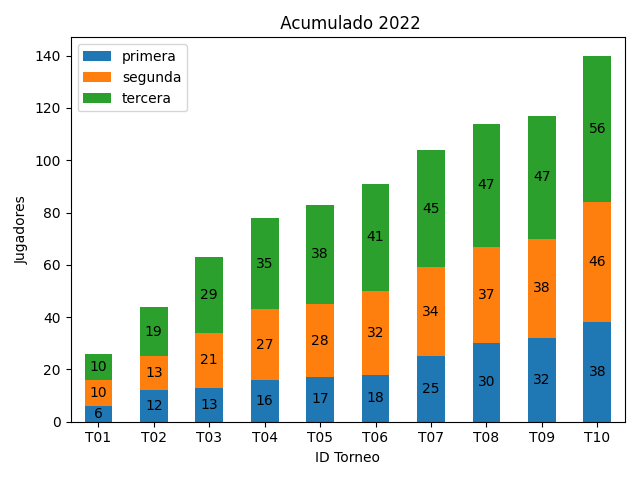 Acumulado 2022
primera
segunda
tercera
Jugadores
140
120
100
80
60
40
20
0
10 19 29 35 38 41 45 47 47 56
10 13 21 27 28 32 34 37 38 46
6 12 13 16 17 18 25 30 32 38
T01 T02 T03 T04 T05 T06 T07 T08 T09 T10
ID Torneo